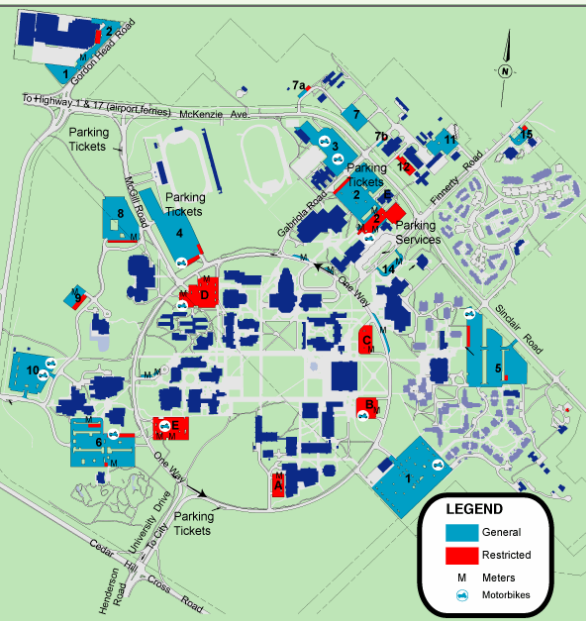 2
M
1
Gordon Head Road
To Highway 1 & 17 (airport,ferries)
McKenzie Ave.
7a
7
7b
11
15
Parking
Tickets
3
13
Parking
Tickets
2
Finnerty Road
McGill Road
Parking
Tickets
Gabriola Road
E
M
2
M
M
Parking
Services
8
M
4
M
M
14
M
One Way
M
D
M
9
M
C
M
Sinclair Road
10
M
M
5
B
M
M
E
M
M
6
M
One Way
M
A
1
Parking
Tickets
University Drive
To City
Cedar Hill Cross Road
Henderson
Road
N
LEGEND
General
Restricted
M Meters
Motorbikes